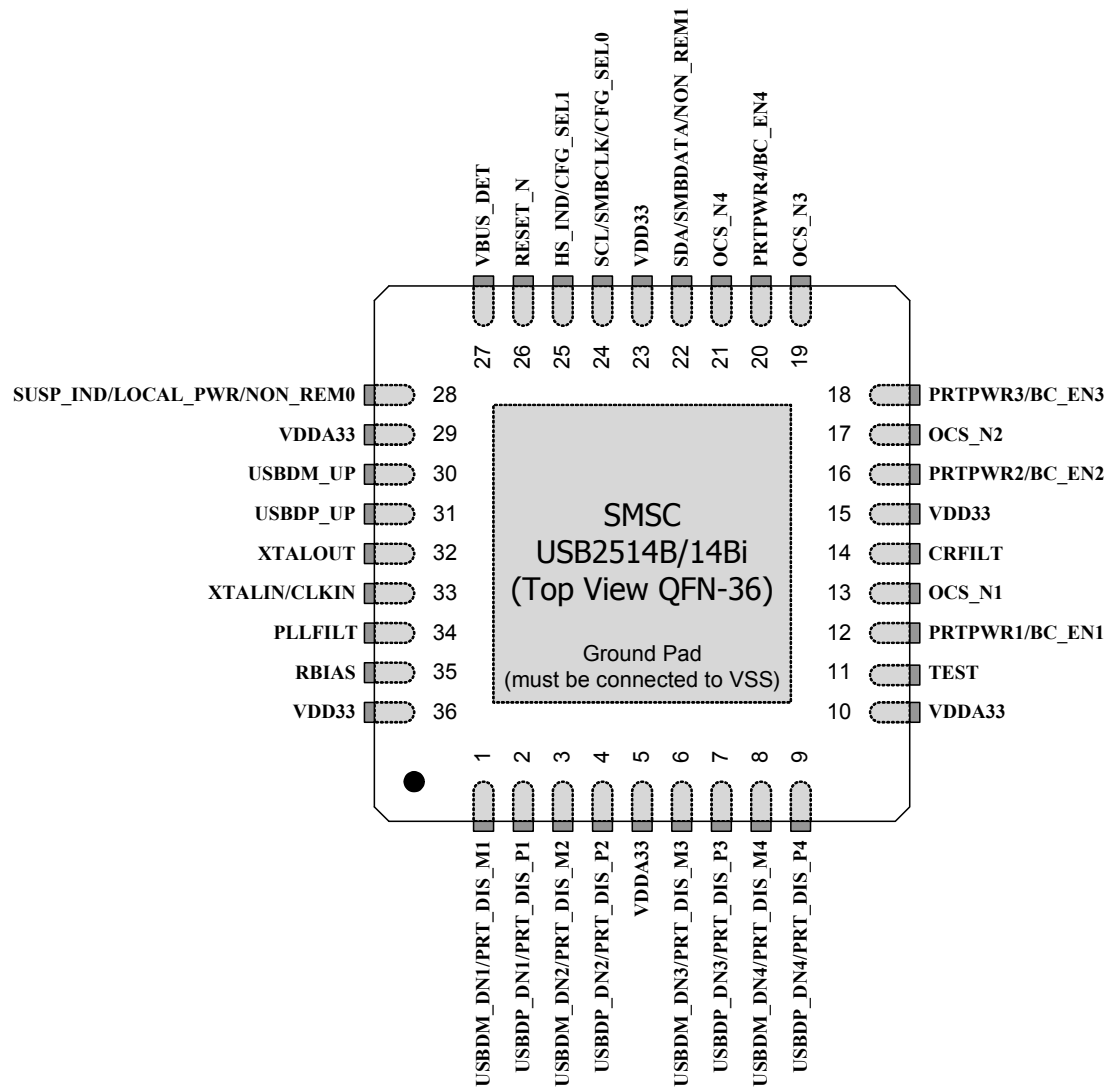 VBUS_DET
RESET_N
HS_IND/CFG_SEL1
SCL/SMBCLK/CFG_SEL0
VDD33
SDA/SMBDATA/NON_REM1
OCS_N4
PRTPWR4/BC_EN4
OCS_N3
27
26
25
24
23
22
21
20
19
SUSP_IND/LOCAL_PWR/NON_REM0 28
VDDA33 29
USBDM_UP 30
USBDP_UP 31
XTALOUT 32
XTALIN/CLKIN 33
PLLFILT 34
RBIAS 35
VDD33 36
SMSC
USB2514B/14Bi
(Top View QFN-36)
Ground Pad
(must be connected to VSS)
18 PRTPWR3/BC_EN3
17 OCS_N2
16 PRTPWR2/BC_EN2
15 VDD33
14 CRFILT
13 OCS_N1
12 PRTPWR1/BC_EN1
11 TEST
10 VDDA33
1
2
3
4
5
6
7
8
9
USBDM_DN1/PRT_DIS_M1
USBDP_DN1/PRT_DIS_P1
USBDM_DN2/PRT_DIS_M2
USBDP_DN2/PRT_DIS_P2
VDDA33
USBDM_DN3/PRT_DIS_M3
USBDP_DN3/PRT_DIS_P3
USBDM_DN4/PRT_DIS_M4
USBDP_DN4/PRT_DIS_P4